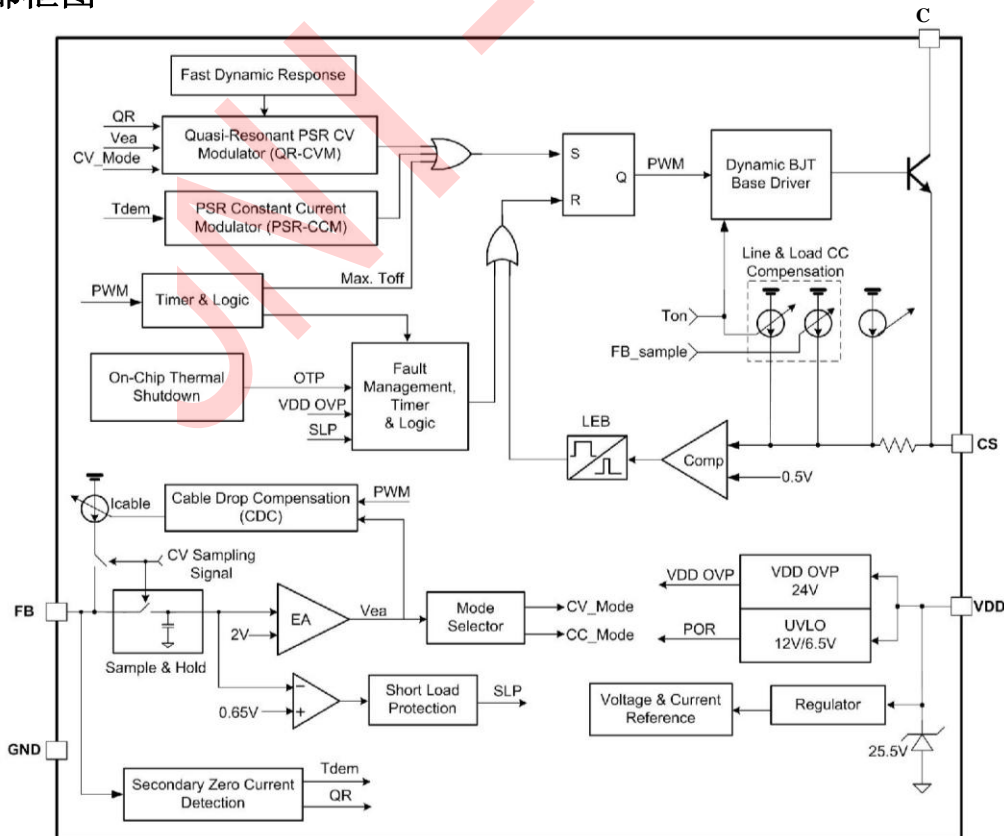 部框图
C
Fast Dynamic Response
QR
Vea
CV_Mode
Quasi-Resonant PSR CV
Modulator (QR-CVM)
Tdem
PSR Constant Current
Modulator (PSR-CCM)
S
R
Q
PWM
Dynamic BJT
Base Driver
PWM
Timer & Logic
Max. Toff
Line & Load CC
Compensation
Ton
FB_sample
On-Chip Thermal
Shutdown
OTP
VDD OVP
SLP
Fault
Management,
Timer
& Logic
LEB
Comp
CS
0.5V
Icable
Cable Drop Compensation
(CDC)
PWM
CV Sampling
Signal
FB
Sample & Hold
2V
EA
Vea
Mode
Selector
CV_Mode
CC_Mode
VDD OVP
POR
VDD OVP
24V
UVLO
12V/6.5V
VDD
0.65V
Short Load
Protection
SLP
Voltage & Current
Reference
Regulator
25.5V
GND
Secondary Zero Current
Detection
Tdem
QR